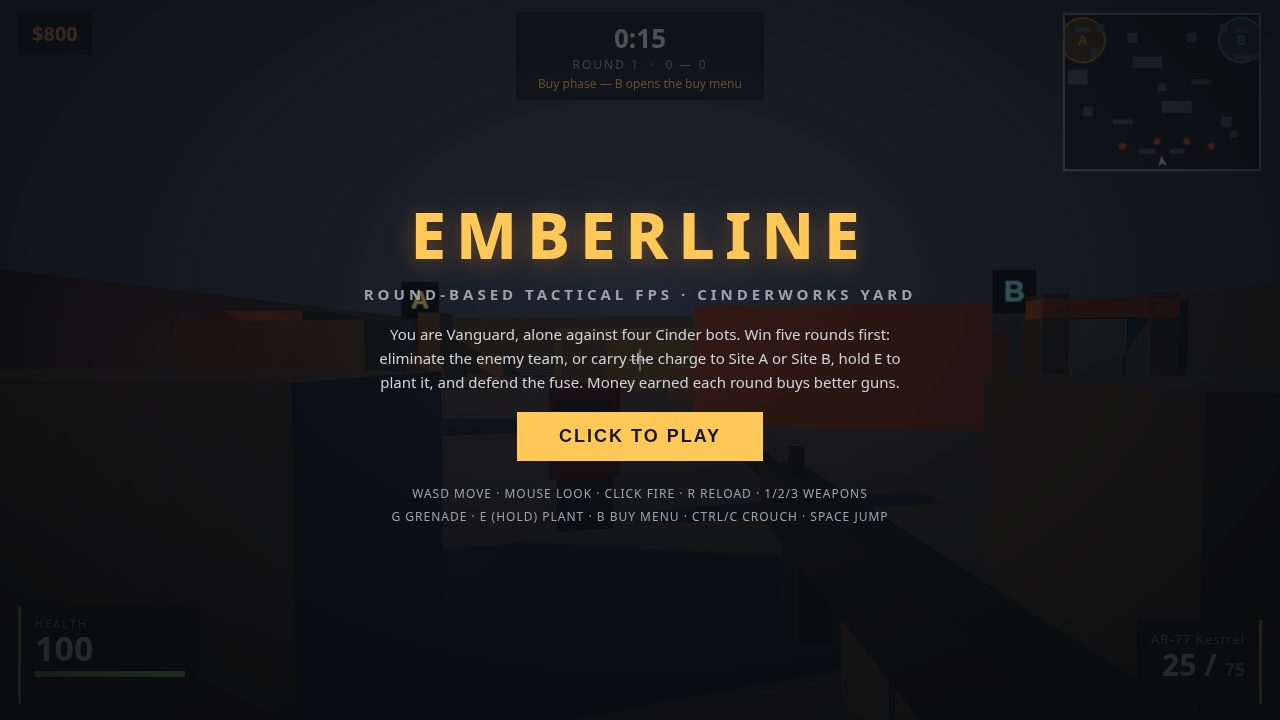 $800
0:15
ROUND 1 · 0 — 0
Buy phase — B opens the buy menu
A
B
EMBERLINE
A
B
ROUND-BASED TACTICAL FPS · CINDERWORKS YARD
You are Vanguard, alone against four Cinder bots. Win five rounds first:
eliminate the enemy team, or carry the charge to Site A or Site B, hold E to
plant it, and defend the fuse. Money earned each round buys better guns.
CLICK TO PLAY
WASD MOVE · MOUSE LOOK · CLICK FIRE · R RELOAD · 1/2/3 WEAPONS
G GRENADE · E (HOLD) PLANT · B BUY MENU · CTRL/C CROUCH · SPACE JUMP
HEALTH
100
AR-77 Kestrel
25 / 75